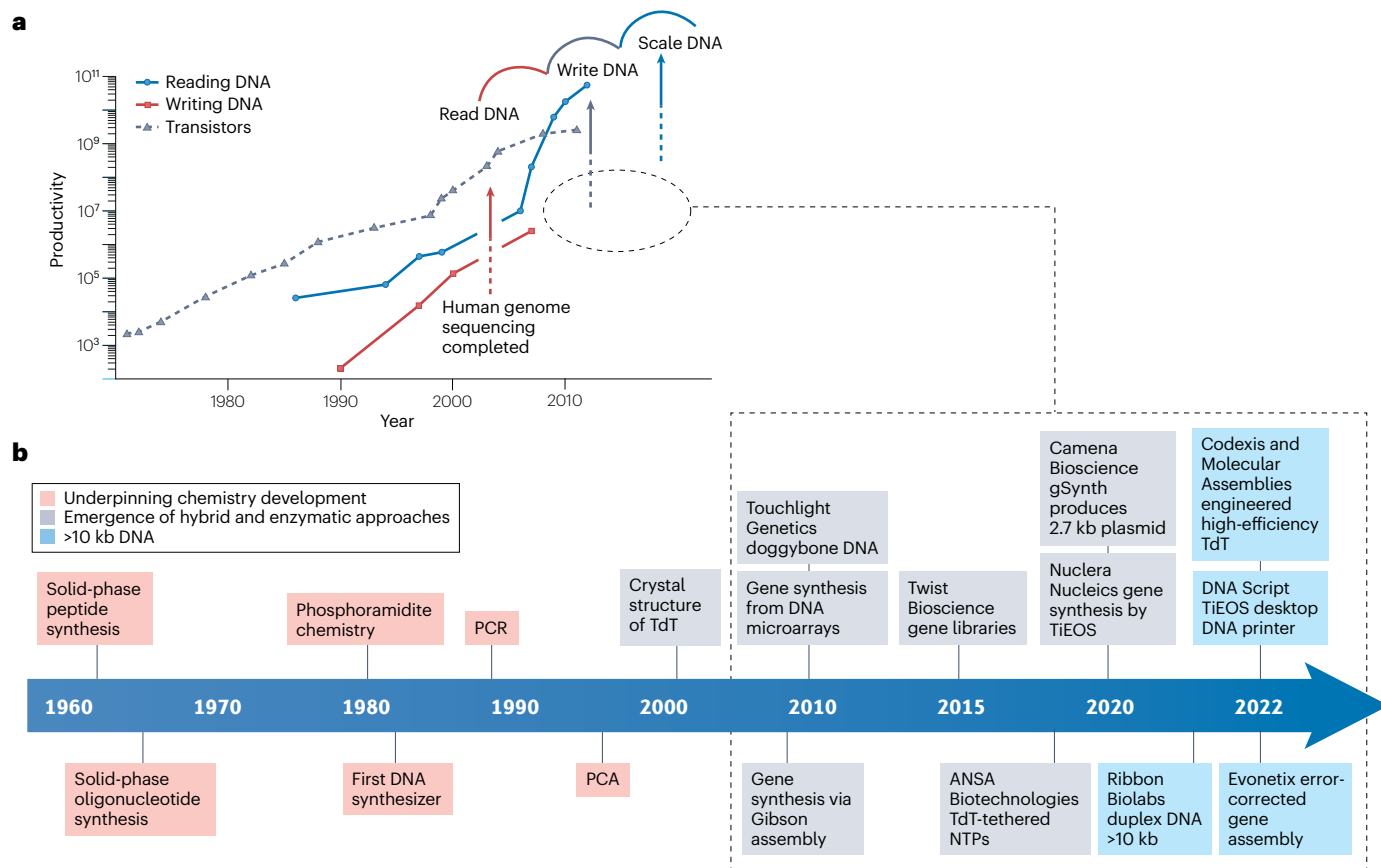 a
Reading DNA
Writing DNA
Transistors
Read DNA
Write DNA
Scale DNA
Productivity
10¹¹
10⁹
10⁷
10⁵
10³
Human genome
sequencing
completed
1980
1990
2000
2010
Year
b
Underpinning chemistry development
Emergence of hybrid and enzymatic approaches
>10 kb DNA
Solid-phase
peptide
synthesis
Phosphoramidite
chemistry
PCR
Crystal
structure
of TdT
Touchlight
Genetics
doggybone DNA
Gene synthesis
from DNA
microarrays
Twist
Bioscience
gene libraries
Camena
Bioscience
gSynth
produces
2.7 kb plasmid
Nuclera
Nucleics gene
synthesis by
TiEOS
Codexis and
Molecular
Assemblies
engineered
high-efficiency
TdT
DNA Script
TiEOS desktop
DNA printer
1960
1970
1980
1990
2000
2010
2015
2020
2022
Solid-phase
oligonucleotide
synthesis
First DNA
synthesizer
PCA
Gene
synthesis via
Gibson
assembly
ANSA
Biotechnologies
TdT-tethered
NTPs
Ribbon
Biolabs
duplex DNA
>10 kb
Evonetix error-
corrected
gene
assembly